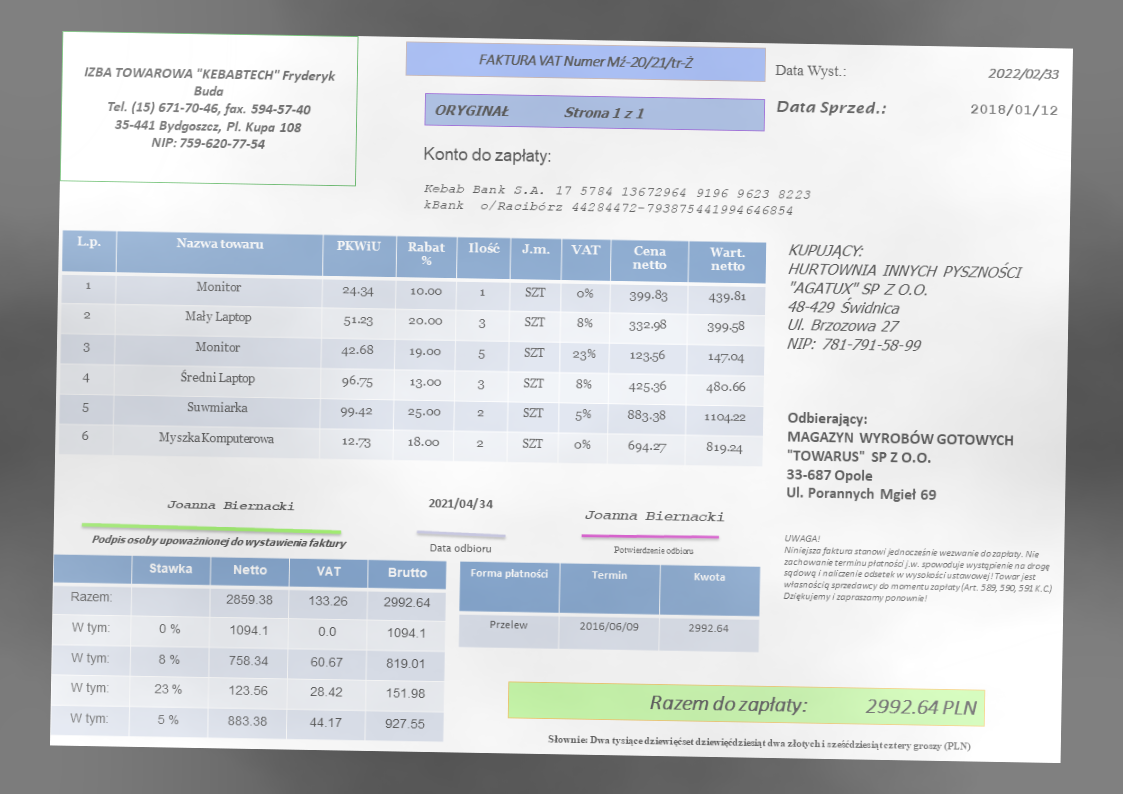 IZBA TOWAROWA "KEBABTECH" Fryderyk
Buda
Tel. (15) 671-70-46, fax. 594-57-40
35-441 Bydgoszcz, Pl. Kupa 108
NIP: 759-620-77-54
FAKTURA VAT Numer Mź-20/21/tr-Ż
ORYGINAŁ Strona 1 z 1
Data Wyst.: 2022/02/33
Data Sprzed.: 2018/01/12
Konto do zapłaty:
Kebab Bank S.A. 17 5784 13672964 9196 9623 8223
kBank o/Racibórz 44284472-793875441994646854
L.p. Nazwa towaru PKWiU Rabat % Ilość J.m. VAT Cena netto Wart. netto
1 Monitor 24.34 10.00 1 SZT 0% 399.83 439.81
2 Mały Laptop 51.23 20.00 3 SZT 8% 332.98 399.58
3 Monitor 42.68 19.00 5 SZT 23% 123.56 147.04
4 Średni Laptop 96.75 13.00 3 SZT 8% 425.36 480.66
5 Suwmiarka 99.42 25.00 2 SZT 5% 883.38 1104.22
6 Myszka Komputerowa 12.73 18.00 2 SZT 0% 694.27 819.24
KUPUJĄCY:
HURTOWNIA INNYCH PYSZNOŚCI
"AGATUX" SP Z O.O.
48-429 Świdnica
Ul. Brzozowa 27
NIP: 781-791-58-99
Odbierający:
MAGAZYN WYROBÓW GOTOWYCH
"TOWARUS" SP Z O.O.
33-687 Opole
Ul. Porannych Mgieł 69
Joanna Biernacki
Podpis osoby upoważnionej do wystawienia faktury
2021/04/34
Data odbioru
Joanna Biernacki
Potwierdzenie odbioru
UWAGA!
Niniejsza faktura stanowi jednocześnie wezwanie do zapłaty. Nie
zachowanie terminu płatności j.w. spowoduje wystąpienie na drogę
sądową i naliczenie odsetek w wysokości ustawowej! Towar jest
własnością sprzedawcy do momentu zapłaty (Art. 589, 590, 591 K.C.)
Dziękujemy i zapraszamy ponownie!
Stawka Netto VAT Brutto
Razem: 2859.38 133.26 2992.64
W tym: 0 % 1094.1 0.0 1094.1
W tym: 8 % 758.34 60.67 819.01
W tym: 23 % 123.56 28.42 151.98
W tym: 5 % 883.38 44.17 927.55
Forma płatności Termin Kwota
Przelew 2016/06/09 2992.64
Razem do zapłaty: 2992.64 PLN
Słownie: Dwa tysiące dziewięćset dziewięćdziesiąt dwa złotych i sześćdziesiąt cztery groszy (PLN)